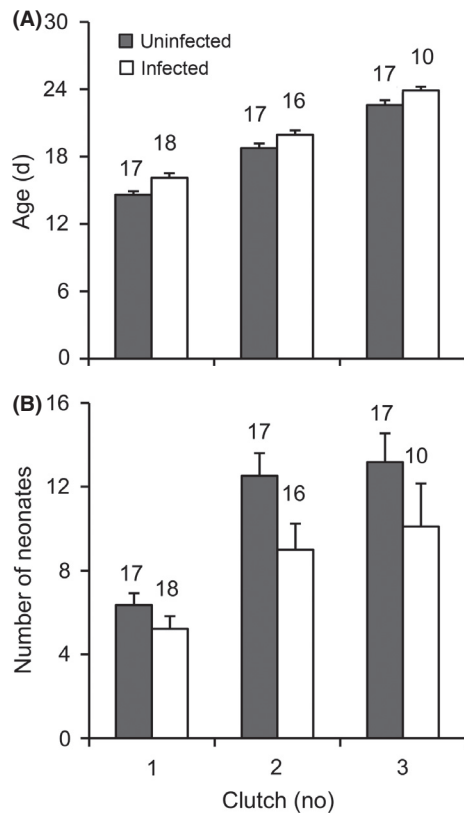 (A)
30
24
18
12
6
0
Age (d)
Uninfected
Infected
17 18
17 16
17 10
(B)
16
12
8
4
0
Number of neonates
17 18
17 16
17 10
1 2 3
Clutch (no)